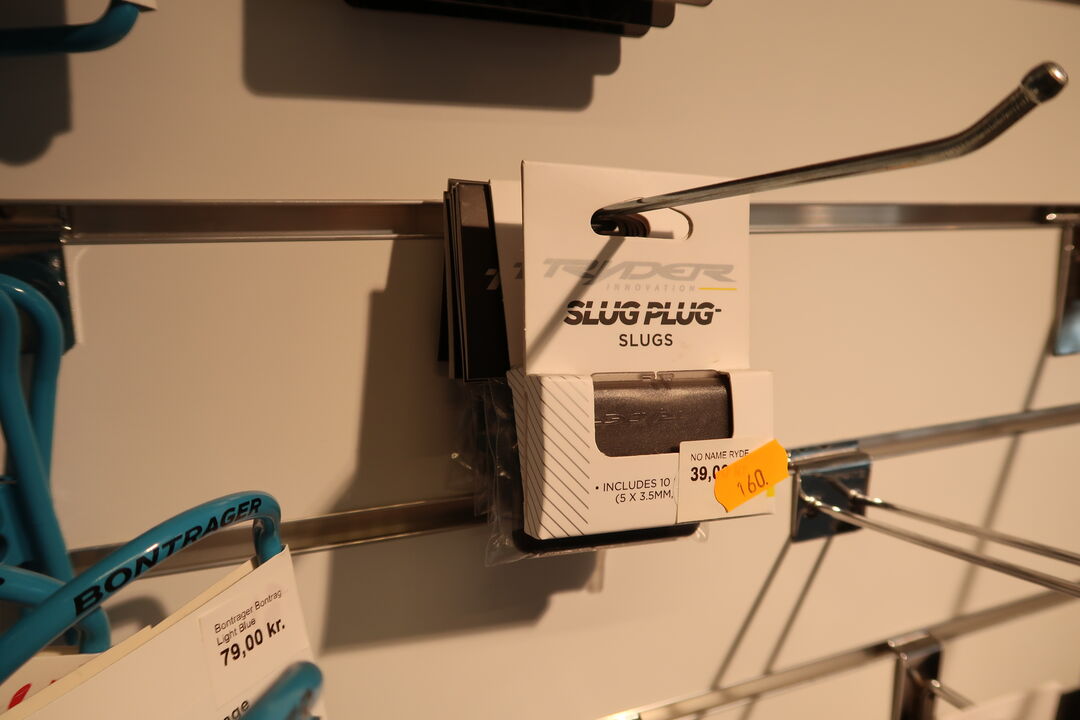 RYDER
INNOVATION
SLUG PLUG
SLUGS
• INCLUDES 10
(5 X 3.5MM,
NO NAME RYDE
39,0
160.
BONTRAGER
Bontrager Bontrag
Light Blue
79,00 kr.